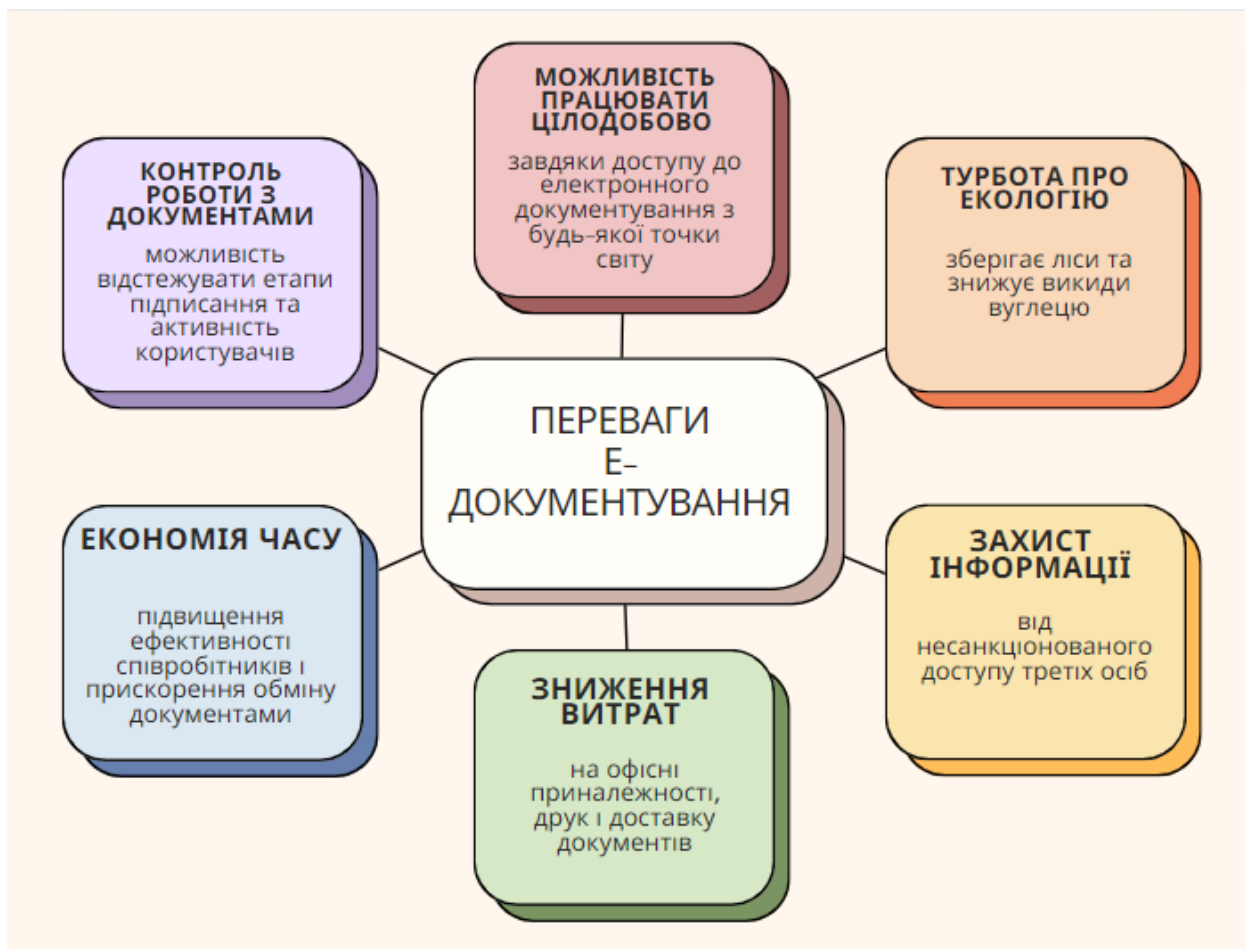 МОЖЛИВІСТЬ
ПРАЦЮВАТИ
ЦІЛОДОБОВО
завдяки доступу до
електронного
документування з
будь-якої точки
світу
КОНТРОЛЬ
РОБОТИ З
ДОКУМЕНТАМИ
можливість
відстежувати етапи
підписання та
активність
користувачів
ТУРБОТА ПРО
ЕКОЛОГІЮ
зберігає ліси та
знижує викиди
вуглецю
ПЕРЕВАГИ
Е-
ДОКУМЕНТУВАННЯ
ЕКОНОМІЯ ЧАСУ
підвищення
ефективності
співробітників і
прискорення обміну
документами
ЗАХИСТ
ІНФОРМАЦІЇ
від
несанкціонованого
доступу третіх осіб
ЗНИЖЕННЯ
ВИТРАТ
на офісні
приналежності,
друк і доставку
документів